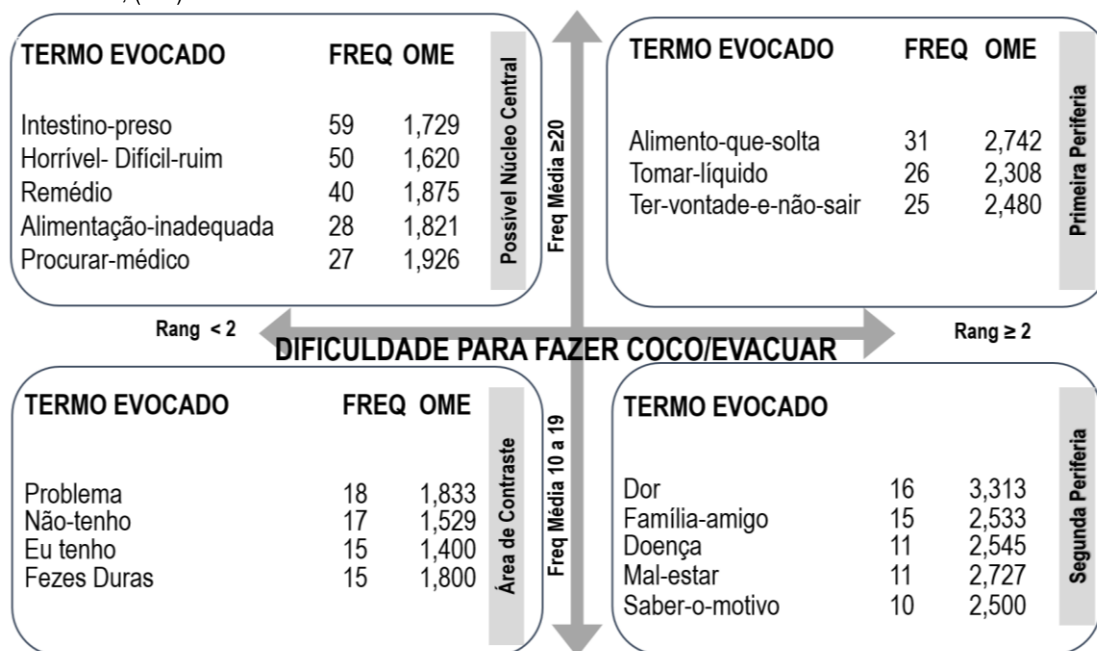 TERMO EVOCADO FREQ OME
Intestino-preso 59 1,729
Horrível- Difícil-ruim 50 1,620
Remédio 40 1,875
Alimentação-inadequada 28 1,821
Procurar-médico 27 1,926
Possível Núcleo Central
Freq Média ≥20
TERMO EVOCADO FREQ OME
Alimento-que-solta 31 2,742
Tomar-líquido 26 2,308
Ter-vontade-e-não-sair 25 2,480
Primeira Periferia
Rang < 2
Rang ≥ 2
DIFICULDADE PARA FAZER COCO/EVACUAR
TERMO EVOCADO FREQ OME
Problema 18 1,833
Não-tenho 17 1,529
Eu tenho 15 1,400
Fezes Duras 15 1,800
Área de Contraste
Freq Média 10 a 19
TERMO EVOCADO
Dor 16 3,313
Família-amigo 15 2,533
Doença 11 2,545
Mal-estar 11 2,727
Saber-o-motivo 10 2,500
Segunda Periferia